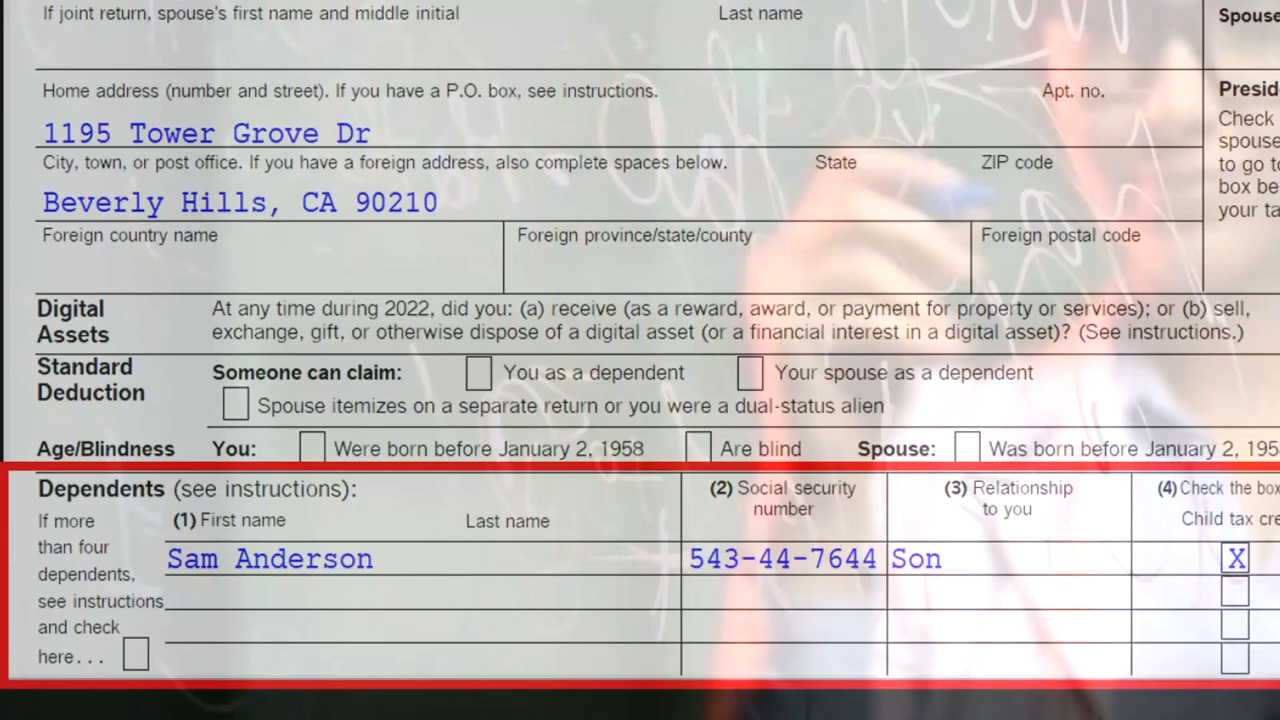 If joint return, spouse's first name and middle initial Last name Spouse
Home address (number and street). If you have a P.O. box, see instructions. Apt. no.
1195 Tower Grove Dr
City, town, or post office. If you have a foreign address, also complete spaces below. State ZIP code
Beverly Hills, CA 90210
Foreign country name Foreign province/state/county Foreign postal code
Presid
Check
spouse
to go to
box be
your ta
Digital Assets
At any time during 2022, did you: (a) receive (as a reward, award, or payment for property or services); or (b) sell,
exchange, gift, or otherwise dispose of a digital asset (or a financial interest in a digital asset)? (See instructions.)
Standard Deduction
Someone can claim: You as a dependent Your spouse as a dependent
Spouse itemizes on a separate return or you were a dual-status alien
Age/Blindness You: Were born before January 2, 1958 Are blind Spouse: Was born before January 2, 195
Dependents (see instructions):
(1) First name Last name
(2) Social security
number
(3) Relationship
to you
(4) Check the box
Child tax cre
If more
than four
dependents,
see instructions
and check
here . . .
Sam Anderson 543-44-7644 Son X